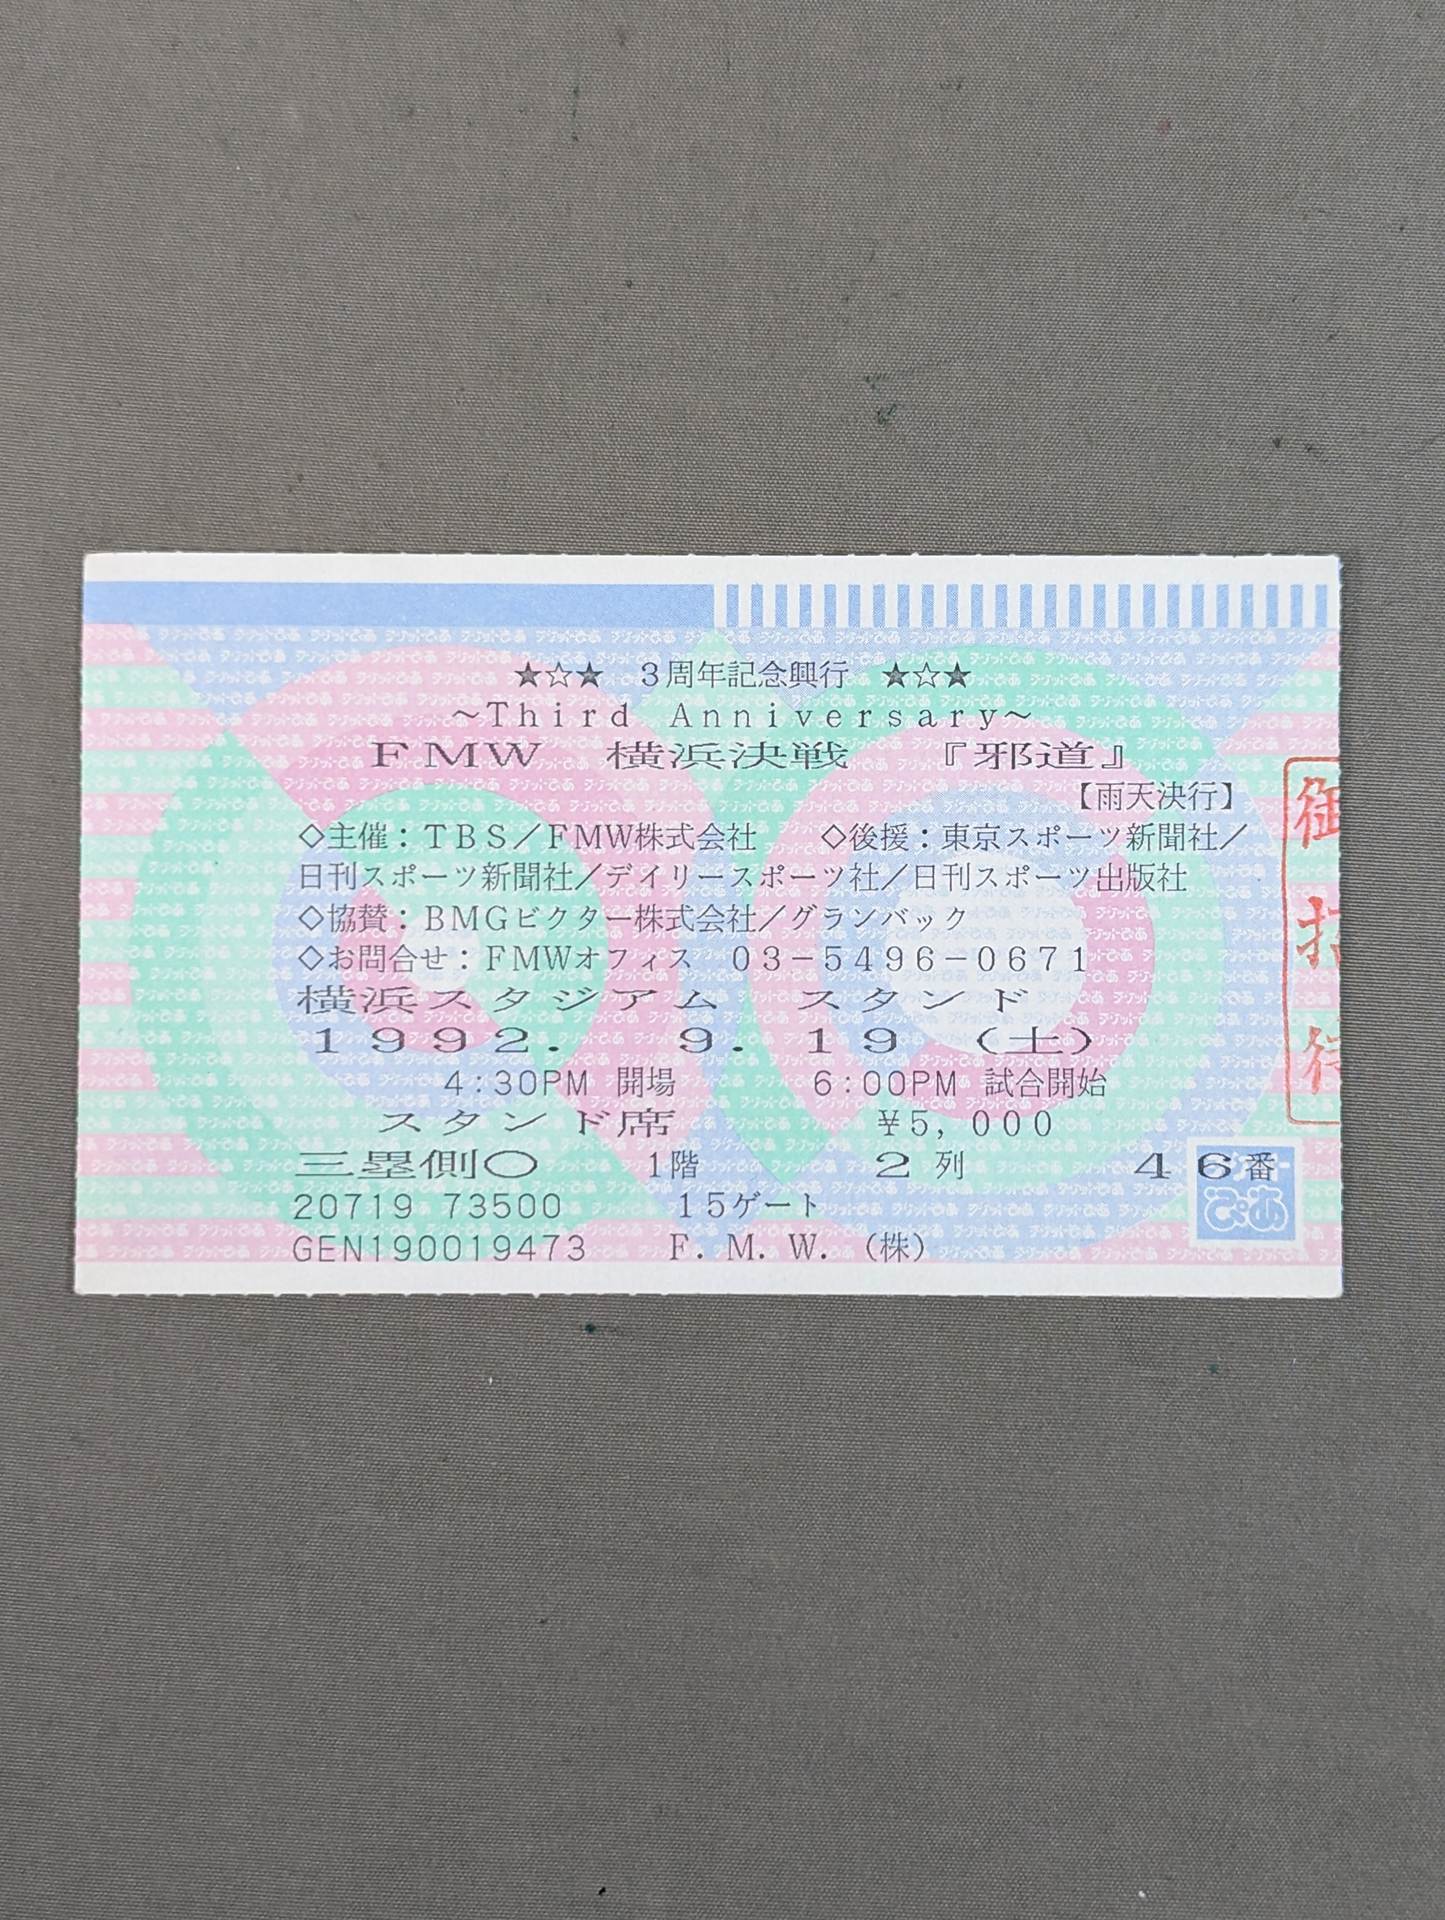 ★☆★ 3周年記念興行 ★☆★
～Third Anniversary～
FMW 横浜決戦 『邪道』
【雨天決行】
◇主催：TBS／FMW株式会社 ◇後援：東京スポーツ新聞社／
日刊スポーツ新聞社／デイリースポーツ社／日刊スポーツ出版社
◇協賛：BMGビクター株式会社／グランバック
◇お問合せ：FMWオフィス 03-5496-0671
横浜スタジアム スタンド
1992. 9. 19 (土)
4:30PM 開場 6:00PM 試合開始
スタンド席 ¥5,000
三塁側〇 1階 2列 46番
20719 73500 15ゲート
GEN190019473 F.M.W.(株)
ぴあ
御
招
待